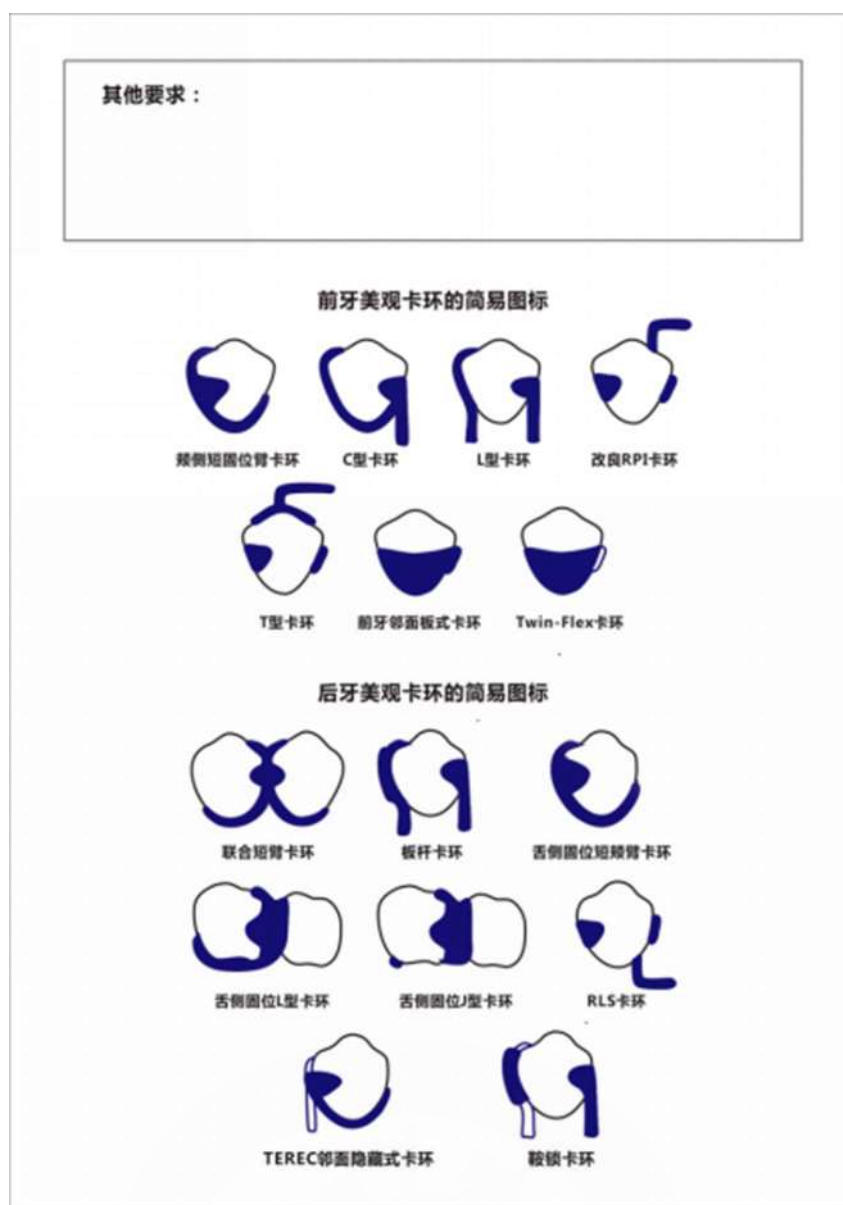 其他要求：
前牙美观卡环的简易图标
颊侧短固位臂卡环 C型卡环 L型卡环 改良RPI卡环
T型卡环 前牙邻面板式卡环 Twin-Flex卡环
后牙美观卡环的简易图标
联合短臂卡环 板杆卡环 舌侧固位短颊臂卡环
舌侧固位L型卡环 舌侧固位J型卡环 RLS卡环
TEREC邻面隐藏式卡环 鞍锁卡环